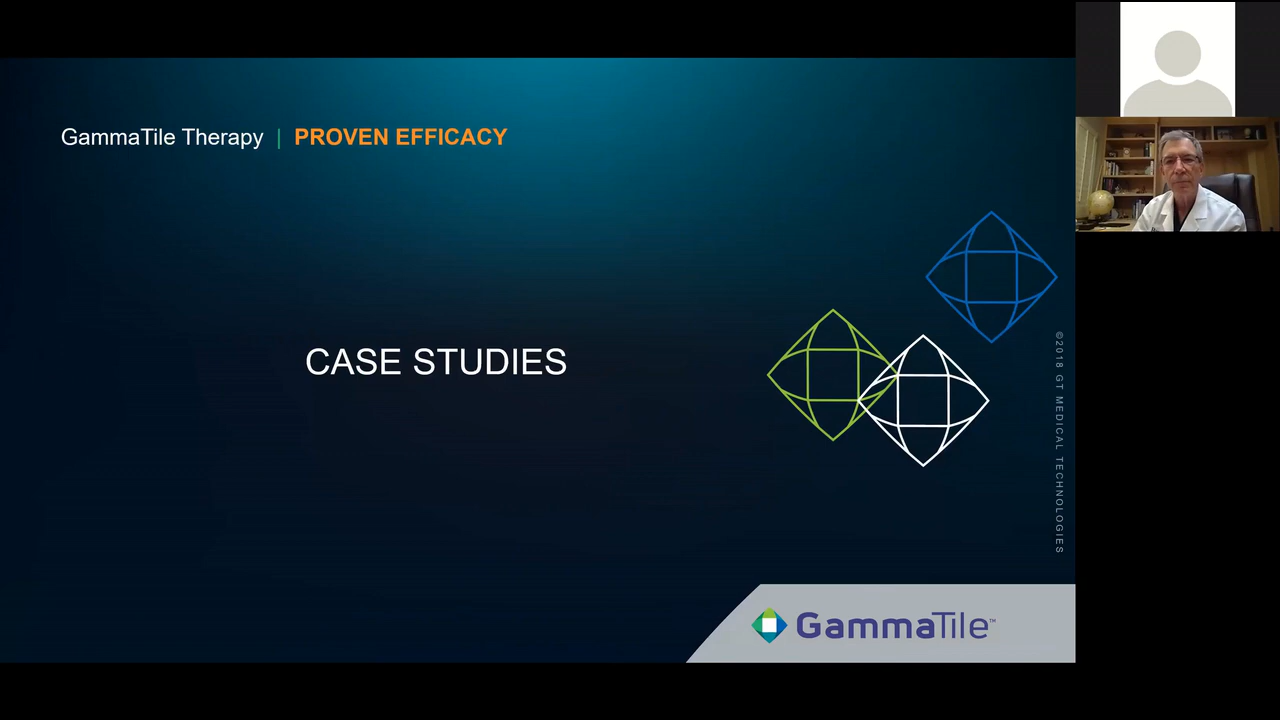 GammaTile Therapy | PROVEN EFFICACY
CASE STUDIES
©2018 GT MEDICAL TECHNOLOGIES
GammaTile™